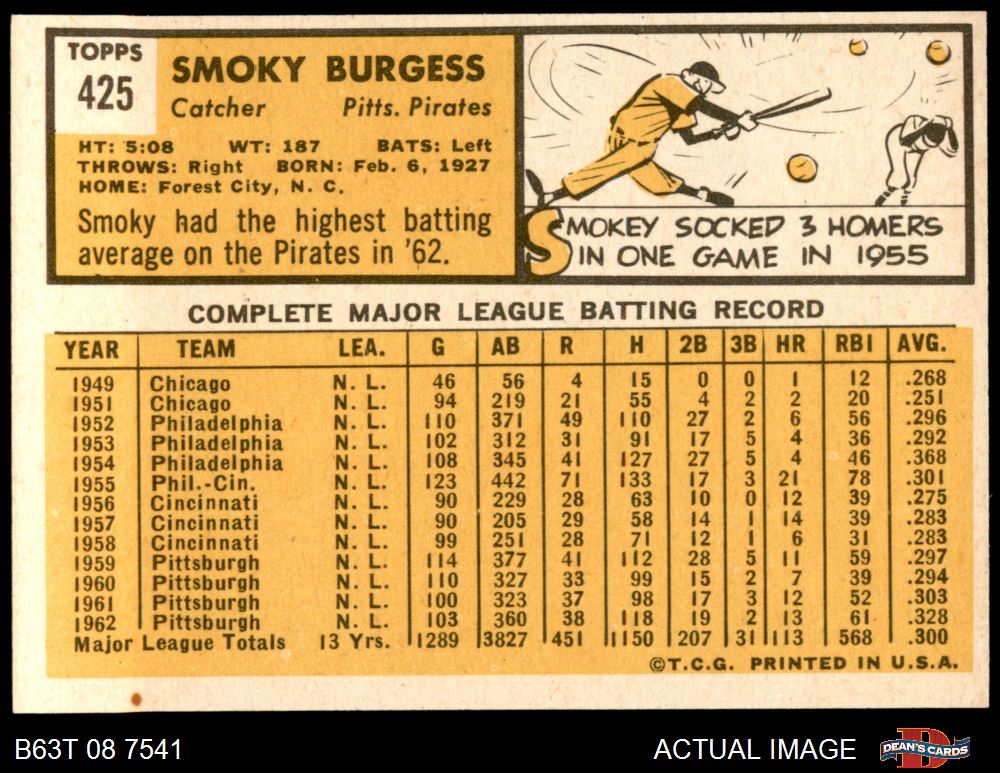 TOPPS
425
SMOKY BURGESS
Catcher Pitts. Pirates
HT: 5:08 WT: 187 BATS: Left
THROWS: Right BORN: Feb. 6, 1927
HOME: Forest City, N. C.
Smoky had the highest batting
average on the Pirates in '62.
SMOKEY SOCKED 3 HOMERS
IN ONE GAME IN 1955
COMPLETE MAJOR LEAGUE BATTING RECORD
YEAR TEAM LEA. G AB R H 2B 3B HR RBI AVG.
1949 Chicago N. L. 46 56 4 15 0 0 1 12 .268
1951 Chicago N. L. 94 219 21 55 4 2 2 20 .251
1952 Philadelphia N. L. 110 371 49 110 27 2 6 56 .296
1953 Philadelphia N. L. 102 312 31 91 17 5 4 36 .292
1954 Philadelphia N. L. 108 345 41 127 27 5 4 46 .368
1955 Phil.-Cin. N. L. 123 442 71 133 17 3 21 78 .301
1956 Cincinnati N. L. 90 229 28 63 10 0 12 39 .275
1957 Cincinnati N. L. 90 205 29 58 14 1 14 39 .283
1958 Cincinnati N. L. 99 251 28 71 12 1 6 31 .283
1959 Pittsburgh N. L. 114 377 41 112 28 5 11 59 .297
1960 Pittsburgh N. L. 110 327 33 99 15 2 7 39 .294
1961 Pittsburgh N. L. 100 323 37 98 17 3 12 52 .303
1962 Pittsburgh N. L. 103 360 38 118 19 2 13 61 .328
Major League Totals 13 Yrs. 1289 3827 451 1150 207 31 113 568 .300
©T.C.G. PRINTED IN U.S.A.
B63T 08 7541 ACTUAL IMAGE DEAN'S CARDS